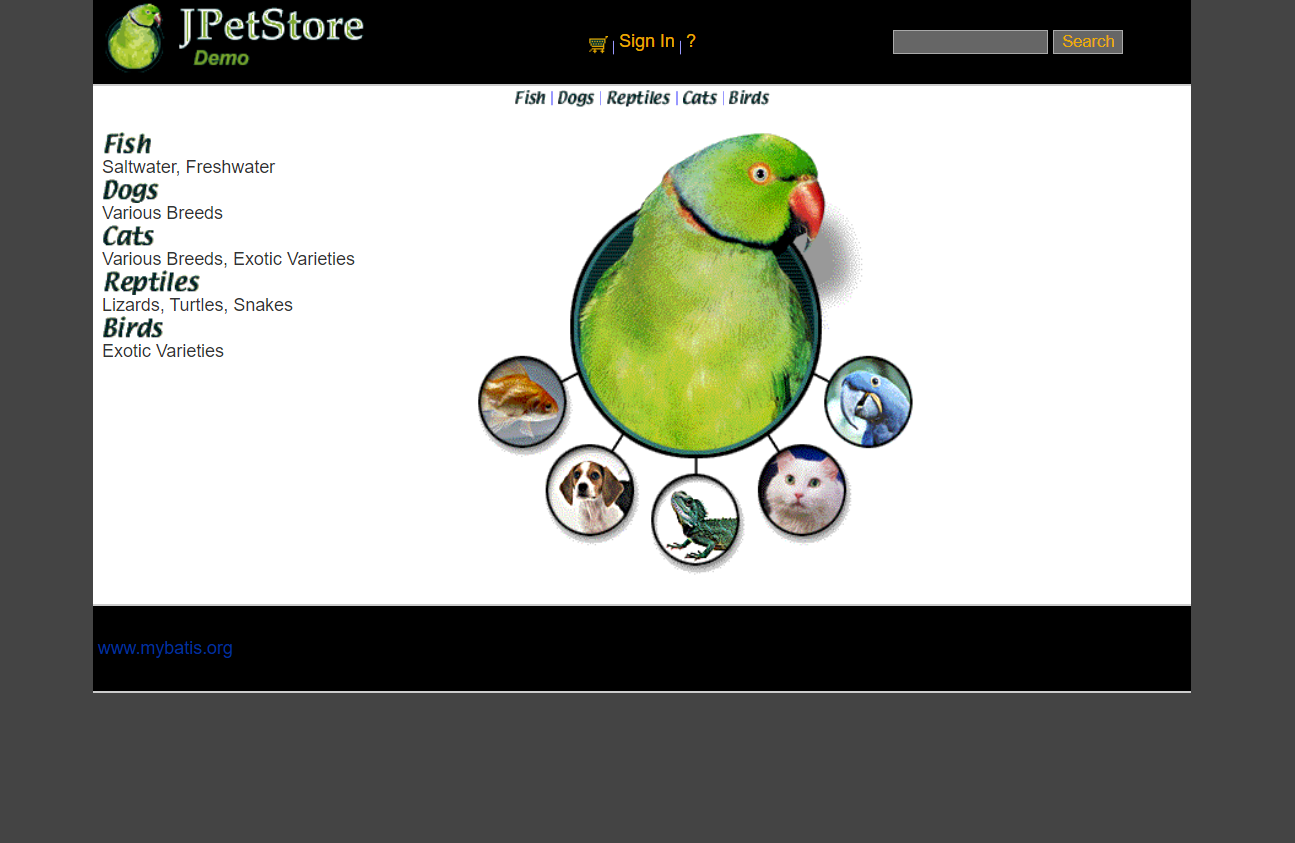 JPetStore
Demo
Sign In
?
Search
Fish | Dogs | Reptiles | Cats | Birds
Fish
Saltwater, Freshwater
Dogs
Various Breeds
Cats
Various Breeds, Exotic Varieties
Reptiles
Lizards, Turtles, Snakes
Birds
Exotic Varieties
www.mybatis.org